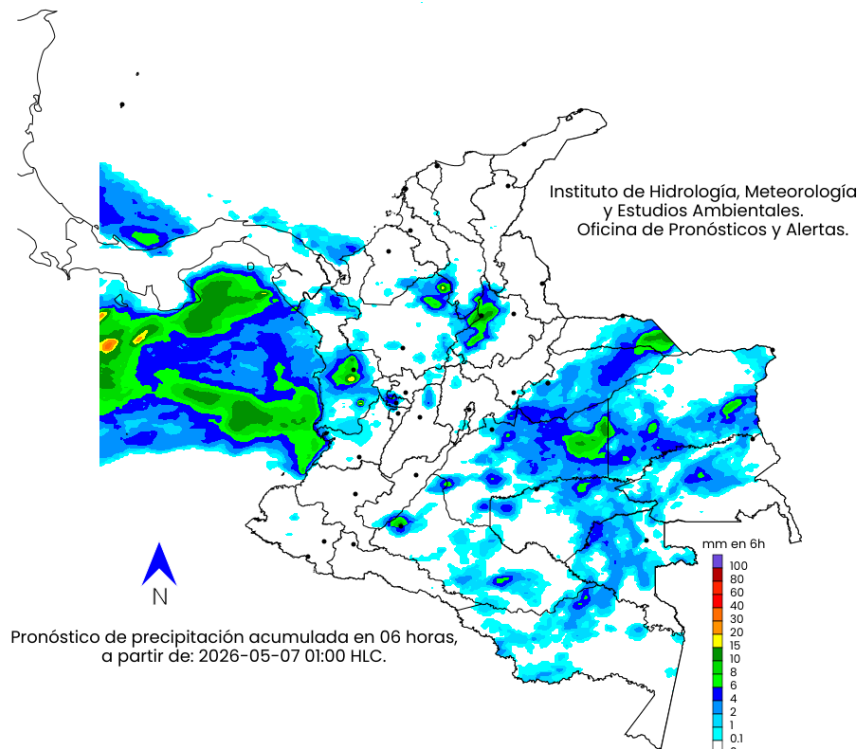 Instituto de Hidrología, Meteorología
y Estudios Ambientales.
Oficina de Pronósticos y Alertas.
N
Pronóstico de precipitación acumulada en 06 horas,
a partir de: 2026-05-07 01:00 HLC.
mm en 6h
100
80
60
40
30
20
15
10
8
6
4
2
1
0.1